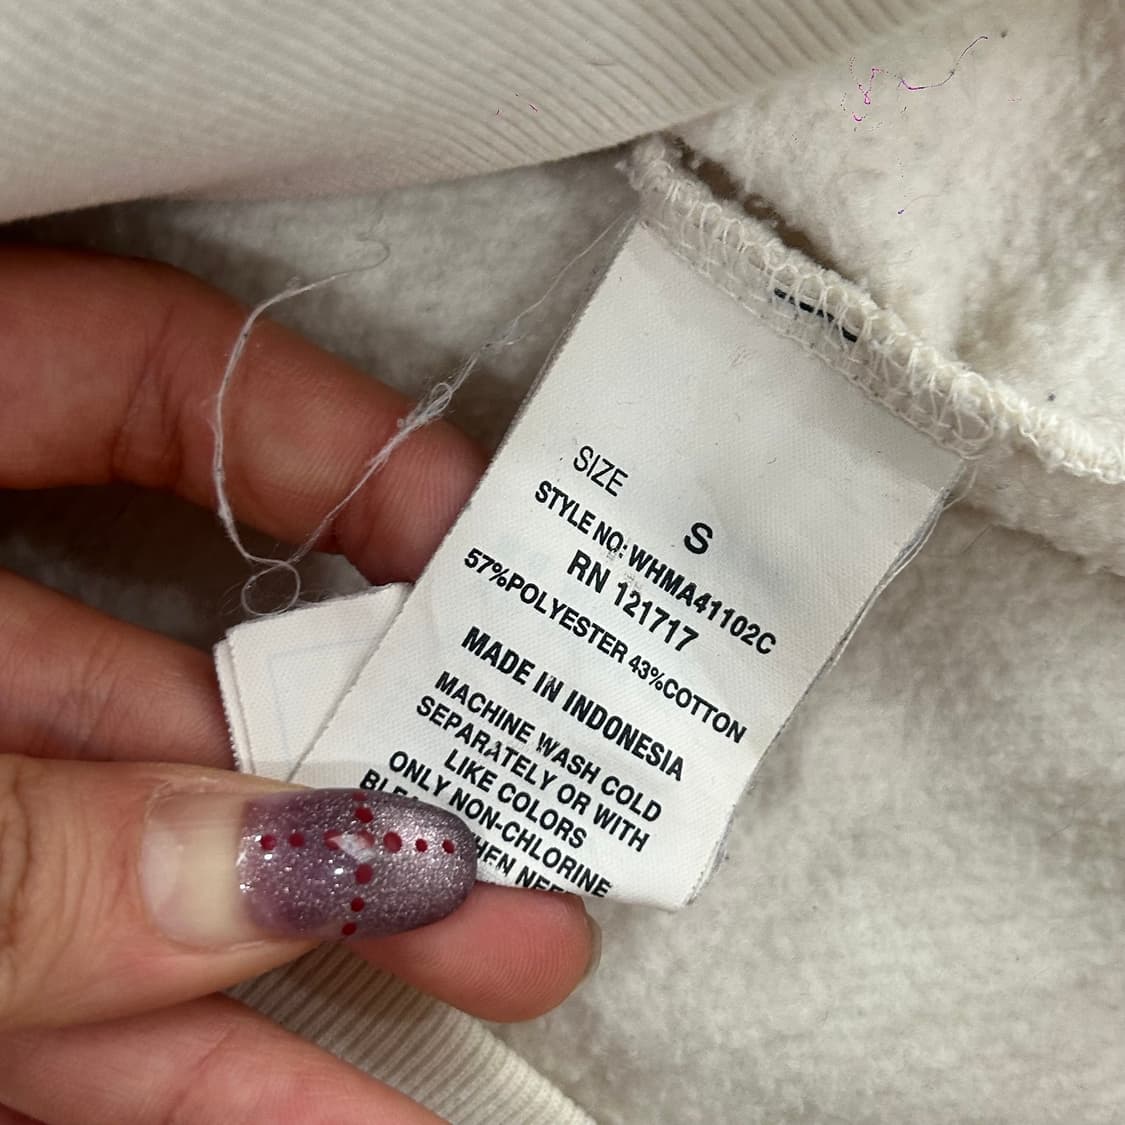 SIZE
S
STYLE NO: WHMA41102C
RN 121717
57%POLYESTER 43%COTTON
MADE IN INDONESIA
MACHINE WASH COLD
SEPARATELY OR WITH
LIKE COLORS
ONLY NON-CHLORINE